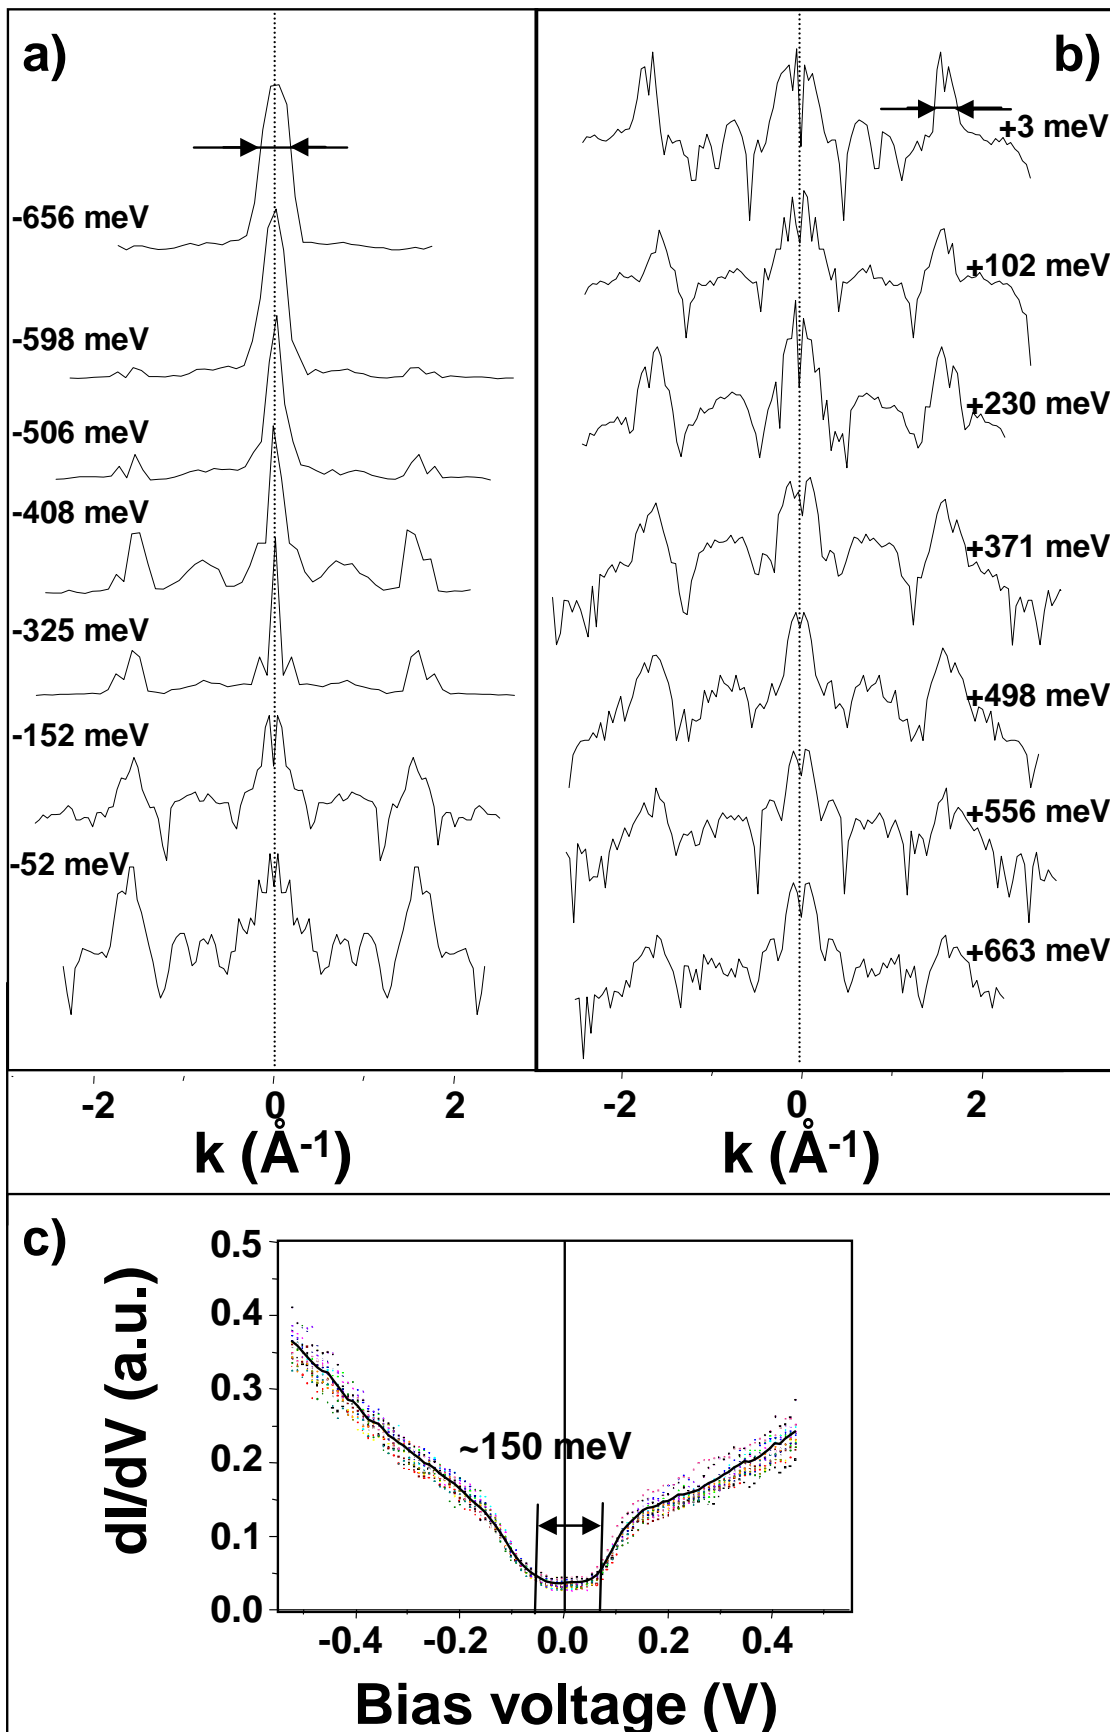 a)
-656 meV
-598 meV
-506 meV
-408 meV
-325 meV
-152 meV
-52 meV
-2 0 2
k (Å-1)
b)
+3 meV
+102 meV
+230 meV
+371 meV
+498 meV
+556 meV
+663 meV
-2 0 2
k (Å-1)
c)
dI/dV (a.u.)
0.5
0.4
0.3
0.2
0.1
0.0
~150 meV
-0.4 -0.2 0.0 0.2 0.4
Bias voltage (V)